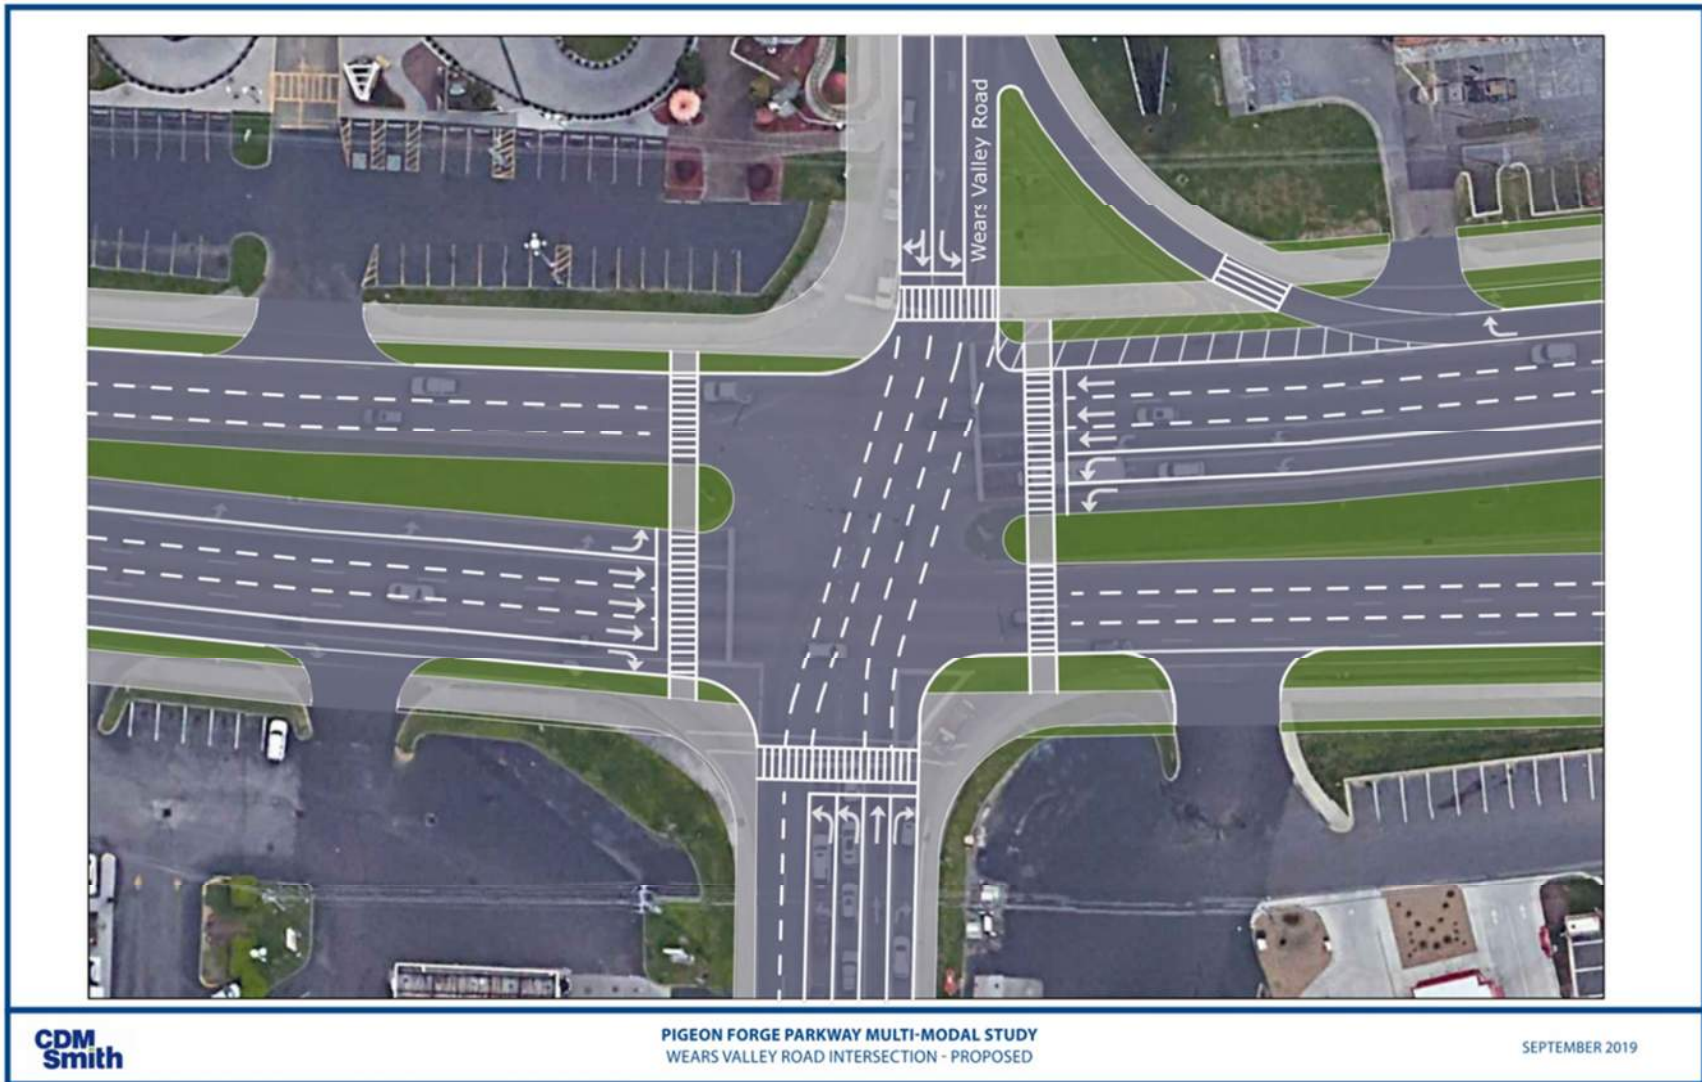 Wears Valley Road
CDM
Smith
PIGEON FORGE PARKWAY MULTI-MODAL STUDY
WEARS VALLEY ROAD INTERSECTION - PROPOSED
SEPTEMBER 2019